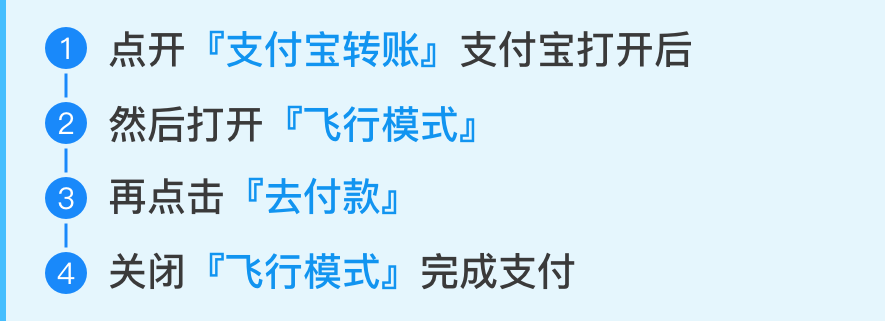 1 点开『支付宝转账』支付宝打开后
2 然后打开『飞行模式』
3 再点击『去付款』
4 关闭『飞行模式』完成支付